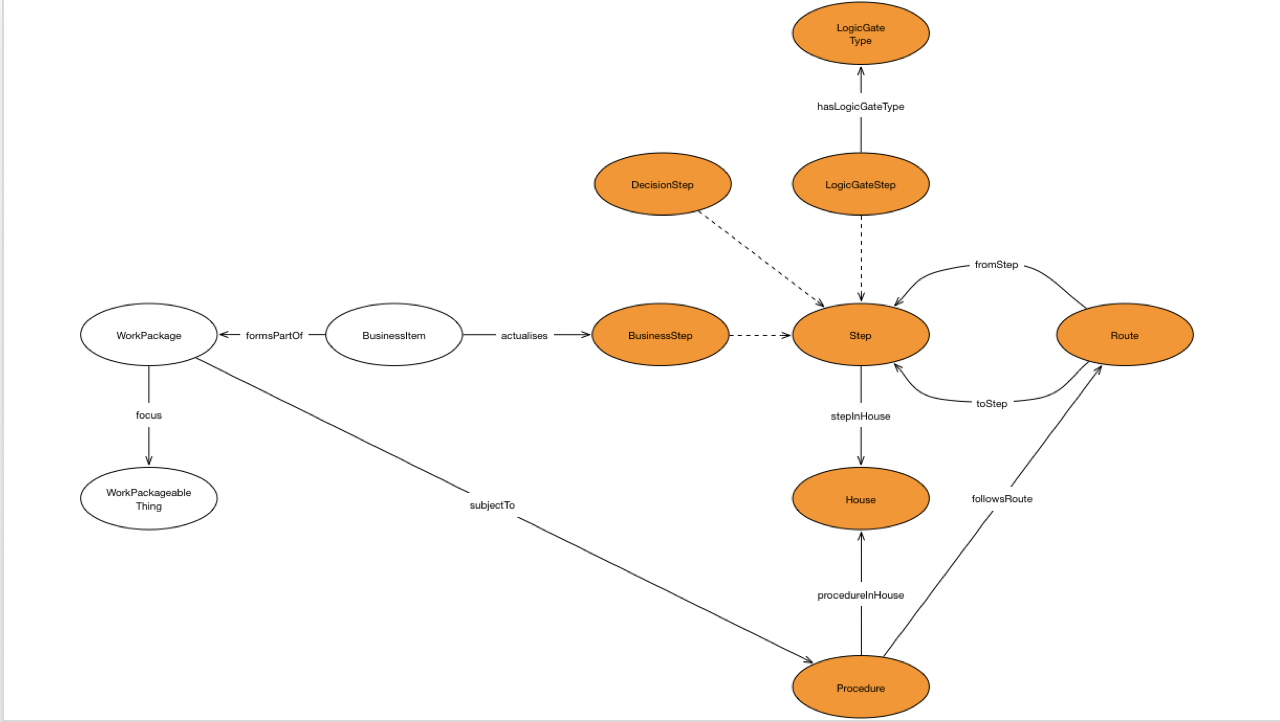 LogicGate
Type
hasLogicGateType
DecisionStep
LogicGateStep
fromStep
WorkPackage
formsPartOf
BusinessItem
actualises
BusinessStep
Step
Route
focus
stepInHouse
toStep
WorkPackageable
Thing
subjectTo
House
followsRoute
procedureInHouse
Procedure